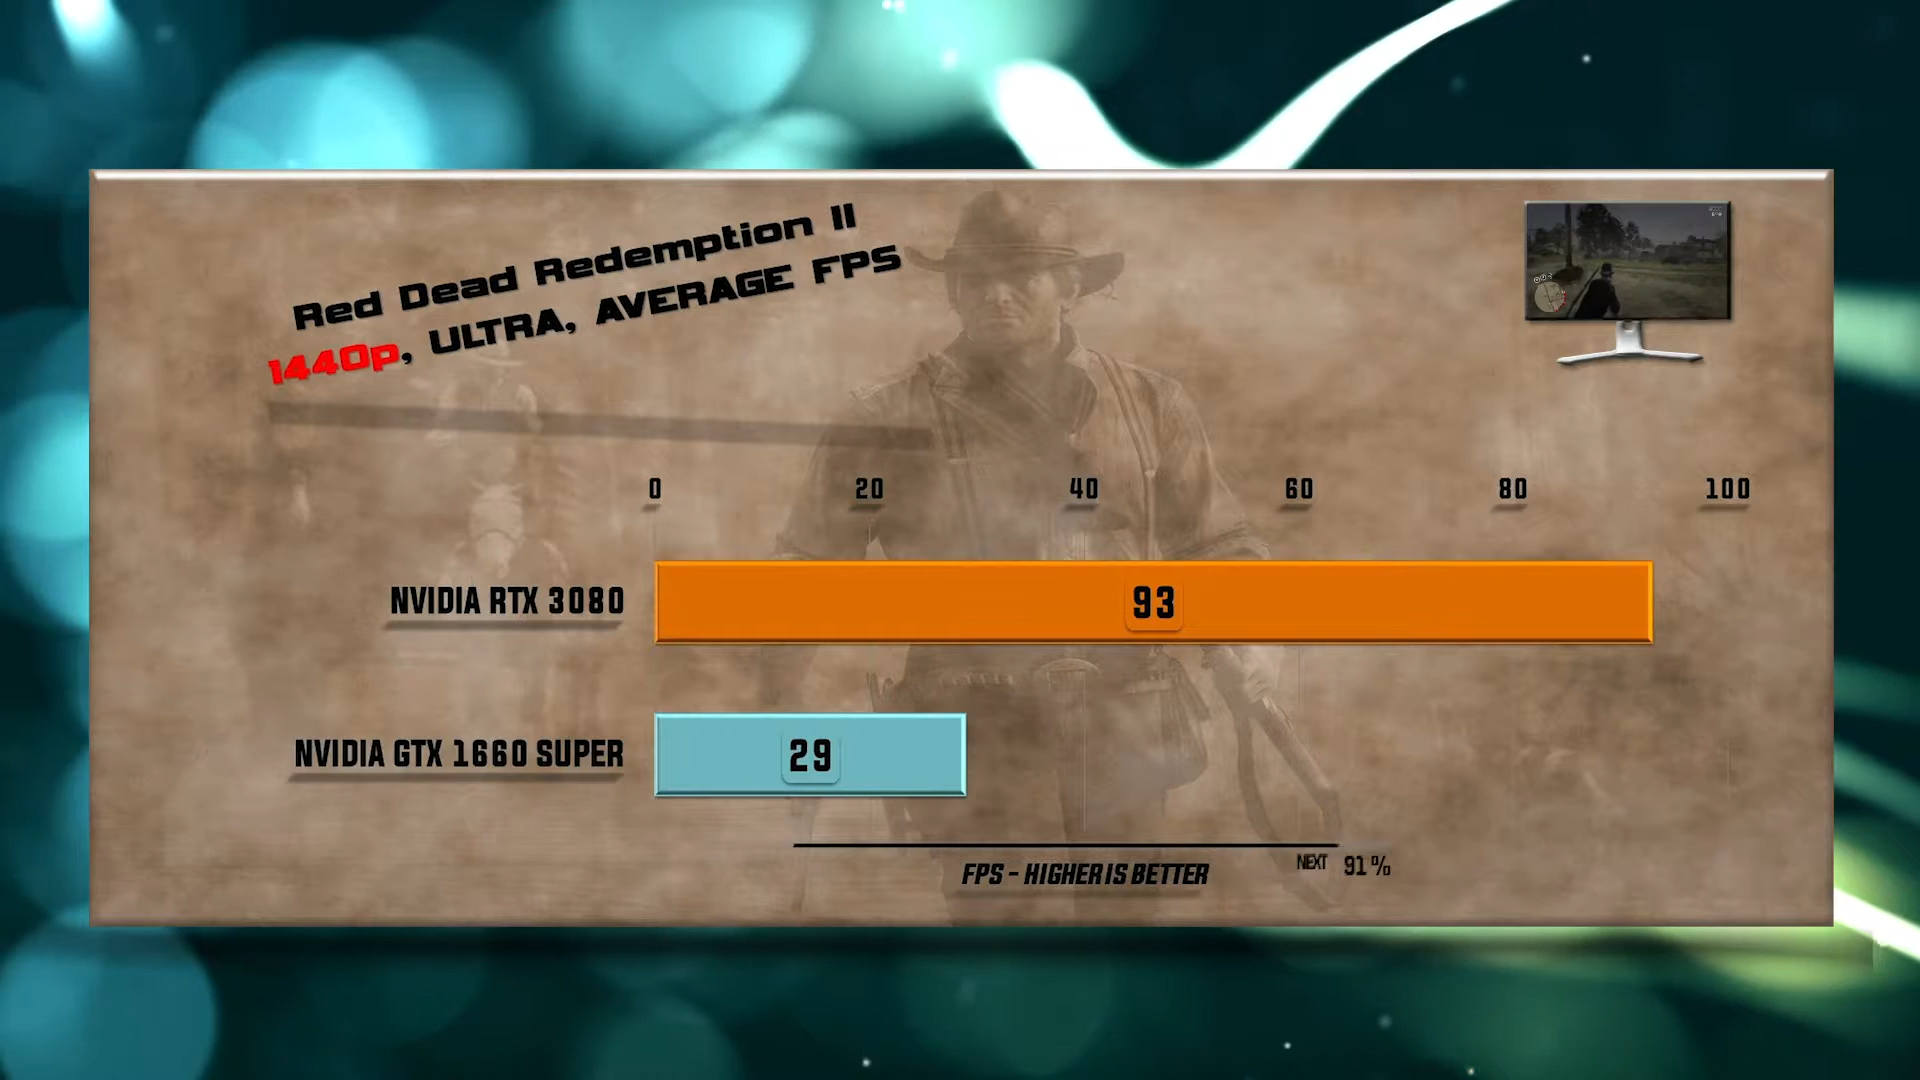 Red Dead Redemption II
1440p, ULTRA, AVERAGE FPS
0 20 40 60 80 100
NVIDIA RTX 3080 93
NVIDIA GTX 1660 SUPER 29
FPS - HIGHER IS BETTER
NEXT 91%